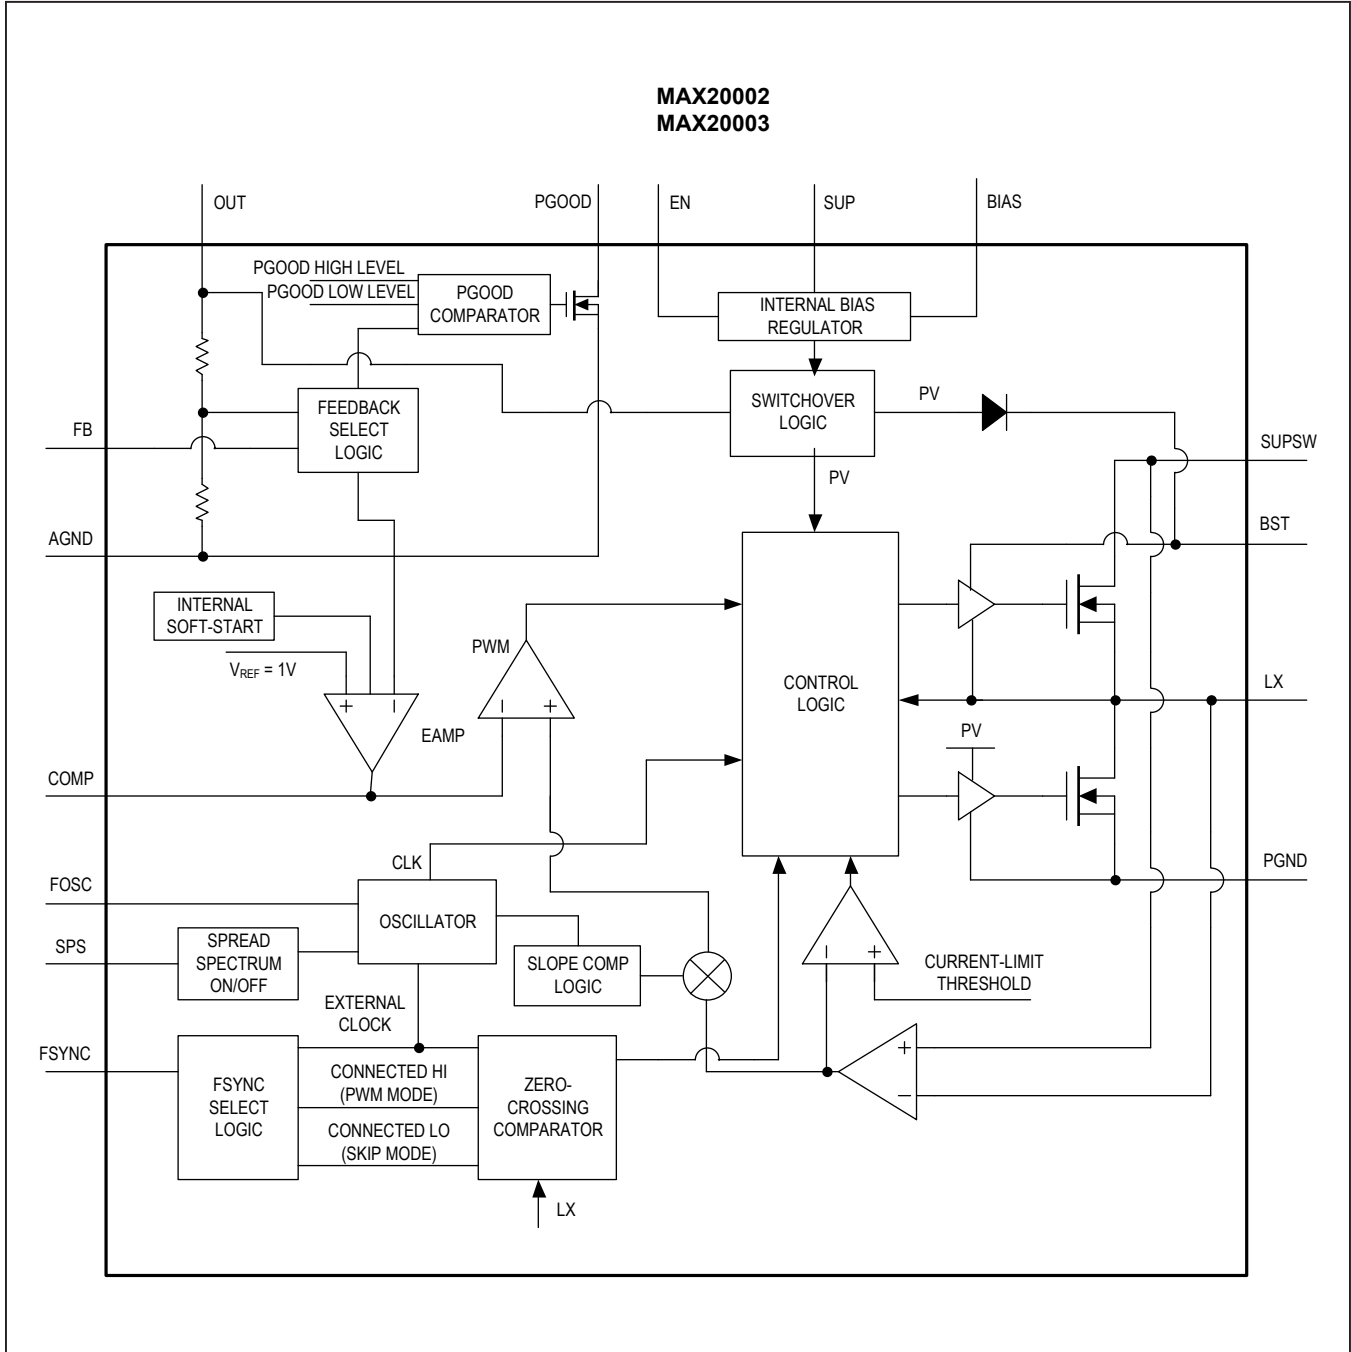 MAX20002
MAX20003
OUT
PGOOD
EN
SUP
BIAS
PGOOD HIGH LEVEL
PGOOD LOW LEVEL
PGOOD
COMPARATOR
INTERNAL BIAS
REGULATOR
SWITCHOVER
LOGIC
PV
PV
FEEDBACK
SELECT
LOGIC
FB
SUPSW
AGND
BST
INTERNAL
SOFT-START
VREF = 1V
+
–
EAMP
PWM
–
+
CONTROL
LOGIC
LX
PV
COMP
PGND
CLK
FOSC
OSCILLATOR
SPS
SPREAD
SPECTRUM
ON/OFF
SLOPE COMP
LOGIC
–
+
CURRENT-LIMIT
THRESHOLD
EXTERNAL
CLOCK
FSYNC
FSYNC
SELECT
LOGIC
CONNECTED HI
(PWM MODE)
CONNECTED LO
(SKIP MODE)
ZERO-
CROSSING
COMPARATOR
+
–
LX